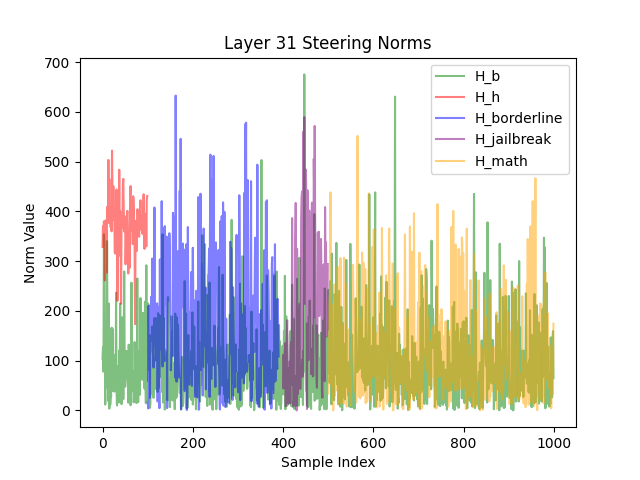 Layer 31 Steering Norms
700
600
500
400
300
200
100
0
Norm Value
0
200
400
600
800
1000
Sample Index
H_b
H_h
H_borderline
H_jailbreak
H_math